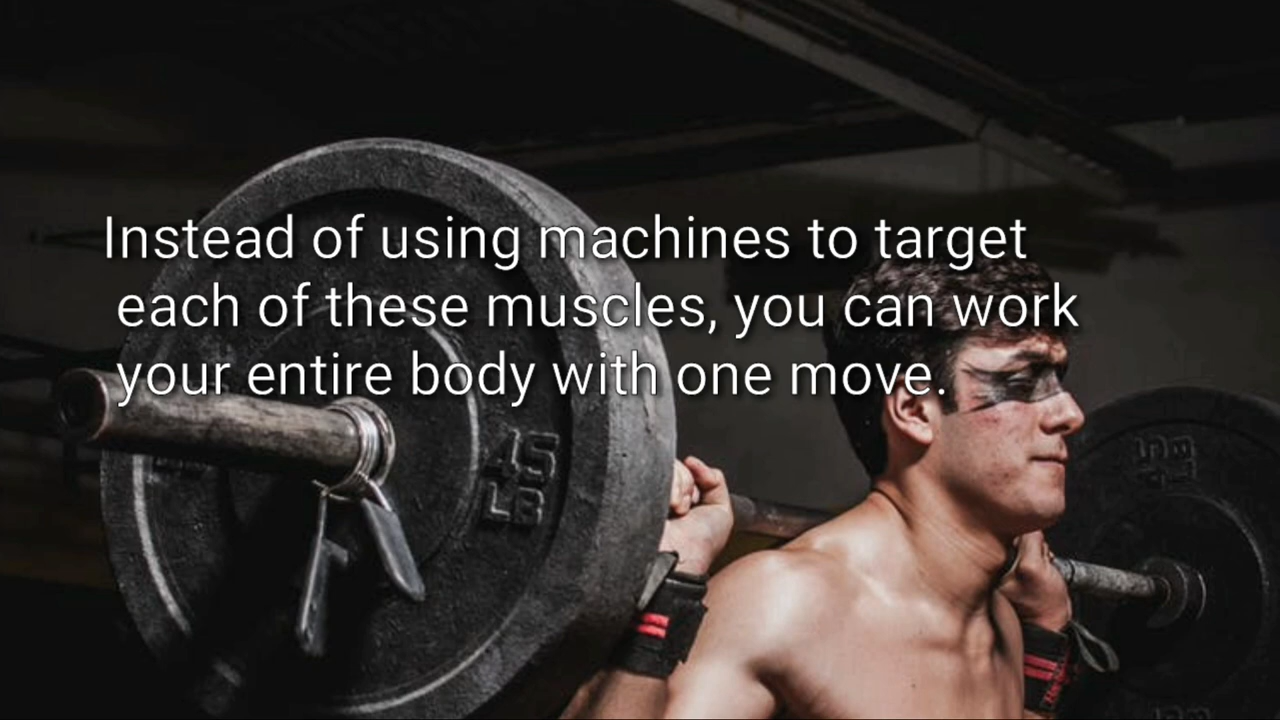 Instead of using machines to target
each of these muscles, you can work
your entire body with one move.
45
LB